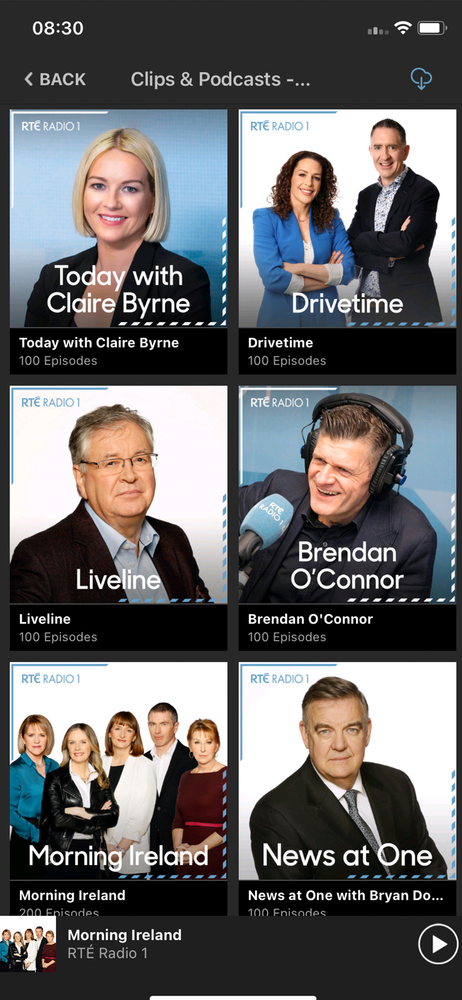 08:30
BACK
Clips & Podcasts -...
RTÉ RADIO 1
Today with
Claire Byrne
Today with Claire Byrne
100 Episodes
RTÉ RADIO 1
Drivetime
Drivetime
100 Episodes
RTÉ RADIO 1
Liveline
Liveline
100 Episodes
RTÉ RADIO 1
RTÉ
RADIO 1
Brendan
O'Connor
Brendan O'Connor
100 Episodes
RTÉ RADIO 1
Morning Ireland
Morning Ireland
200 Episodes
RTÉ RADIO 1
News at One
News at One with Bryan Do...
100 Episodes
Morning Ireland
RTÉ Radio 1